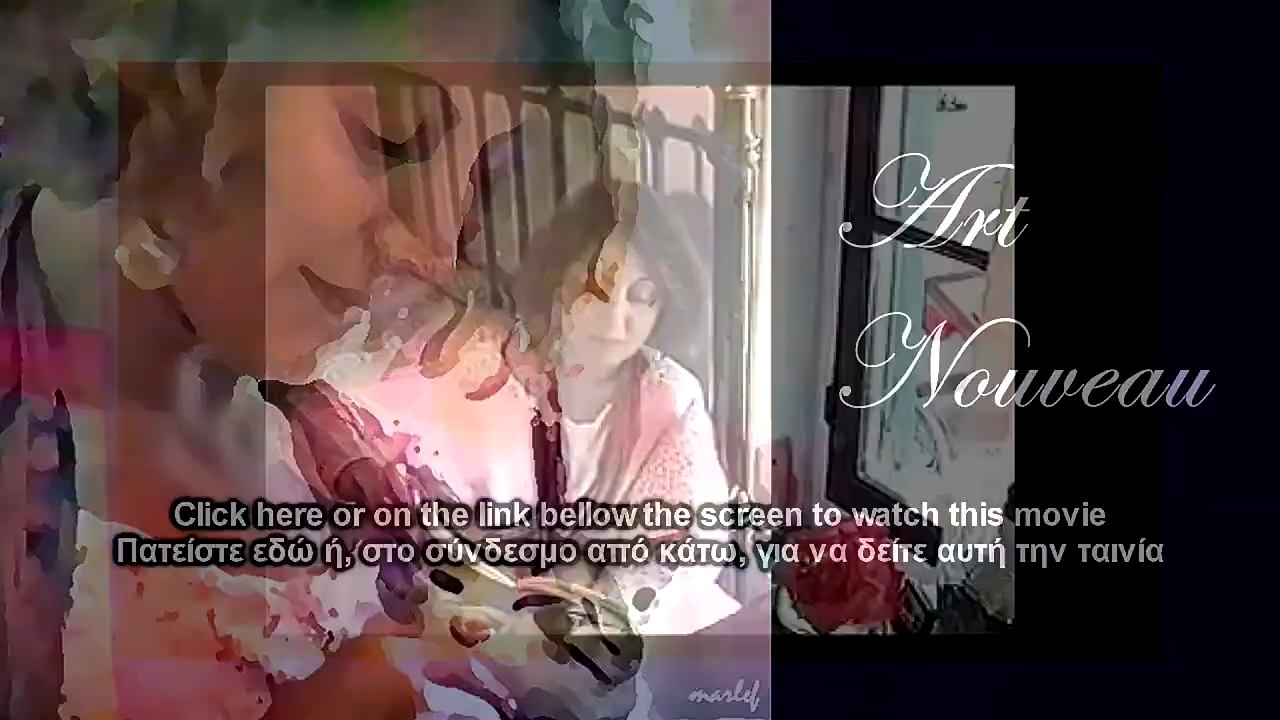 Art
Nouveau
Click here or on the link bellow the screen to watch this movie
Πατείστε εδώ ή, στο σύνδεσμο από κάτω, για να δείτε αυτή την ταινία
marlef